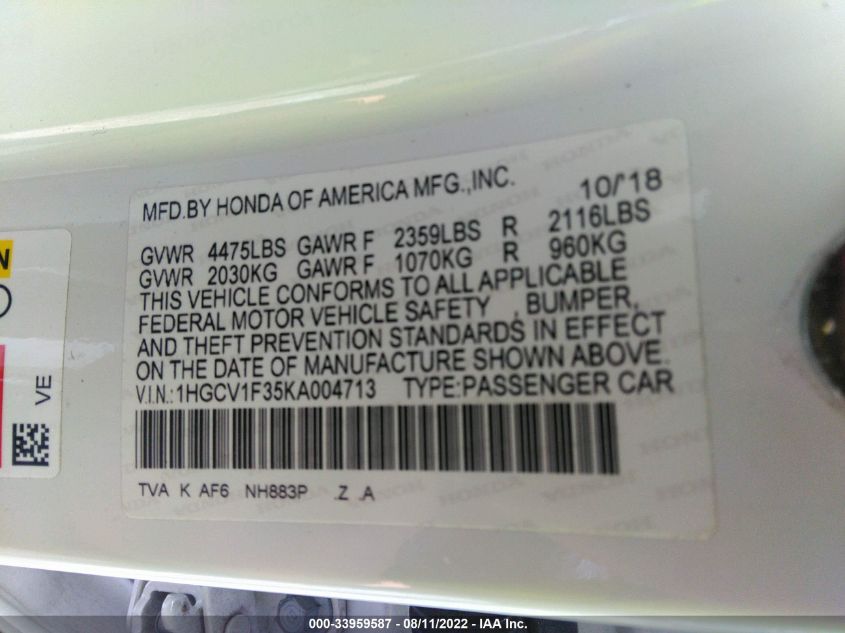 MFD.BY HONDA OF AMERICA MFG.,INC. 10/'18
GVWR 4475LBS GAWR F 2359LBS R 2116LBS
GVWR 2030KG GAWR F 1070KG R 960KG
THIS VEHICLE CONFORMS TO ALL APPLICABLE
FEDERAL MOTOR VEHICLE SAFETY , BUMPER,
AND THEFT PREVENTION STANDARDS IN EFFECT
ON THE DATE OF MANUFACTURE SHOWN ABOVE.
V.I.N.:1HGCV1F35KA004713 TYPE:PASSENGER CAR
TVA K AF6 NH883P .Z .A
N
VE
000-33959587 - 08/11/2022 - IAA Inc.